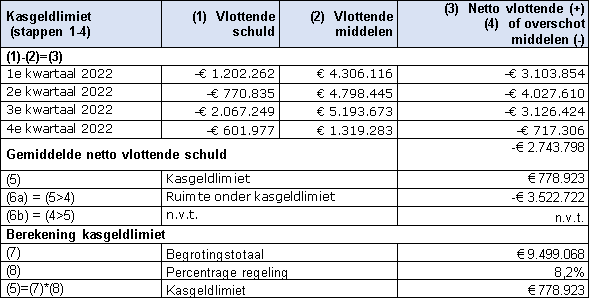 Kasgeldlimiet (1) Vlottende (2) Vlottende (3) Netto vlottende (+)
(stappen 1-4) schuld middelen (4) of overschot
middelen (-)
(1)-(2)=(3)
1e kwartaal 2022 -€ 1.202.262 € 4.306.116 -€ 3.103.854
2e kwartaal 2022 -€ 770.835 € 4.798.445 -€ 4.027.610
3e kwartaal 2022 -€ 2.067.249 € 5.193.673 -€ 3.126.424
4e kwartaal 2022 -€ 601.977 € 1.319.283 -€ 717.306
Gemiddelde netto vlottende schuld -€ 2.743.798
(5) Kasgeldlimiet € 778.923
(6a) = (5>4) Ruimte onder kasgeldlimiet -€ 3.522.722
(6b) = (4>5) n.v.t. n.v.t.
Berekening kasgeldlimiet
(7) Begrotingstotaal € 9.499.068
(8) Percentage regeling 8,2%
(5)=(7)*(8) Kasgeldlimiet € 778.923